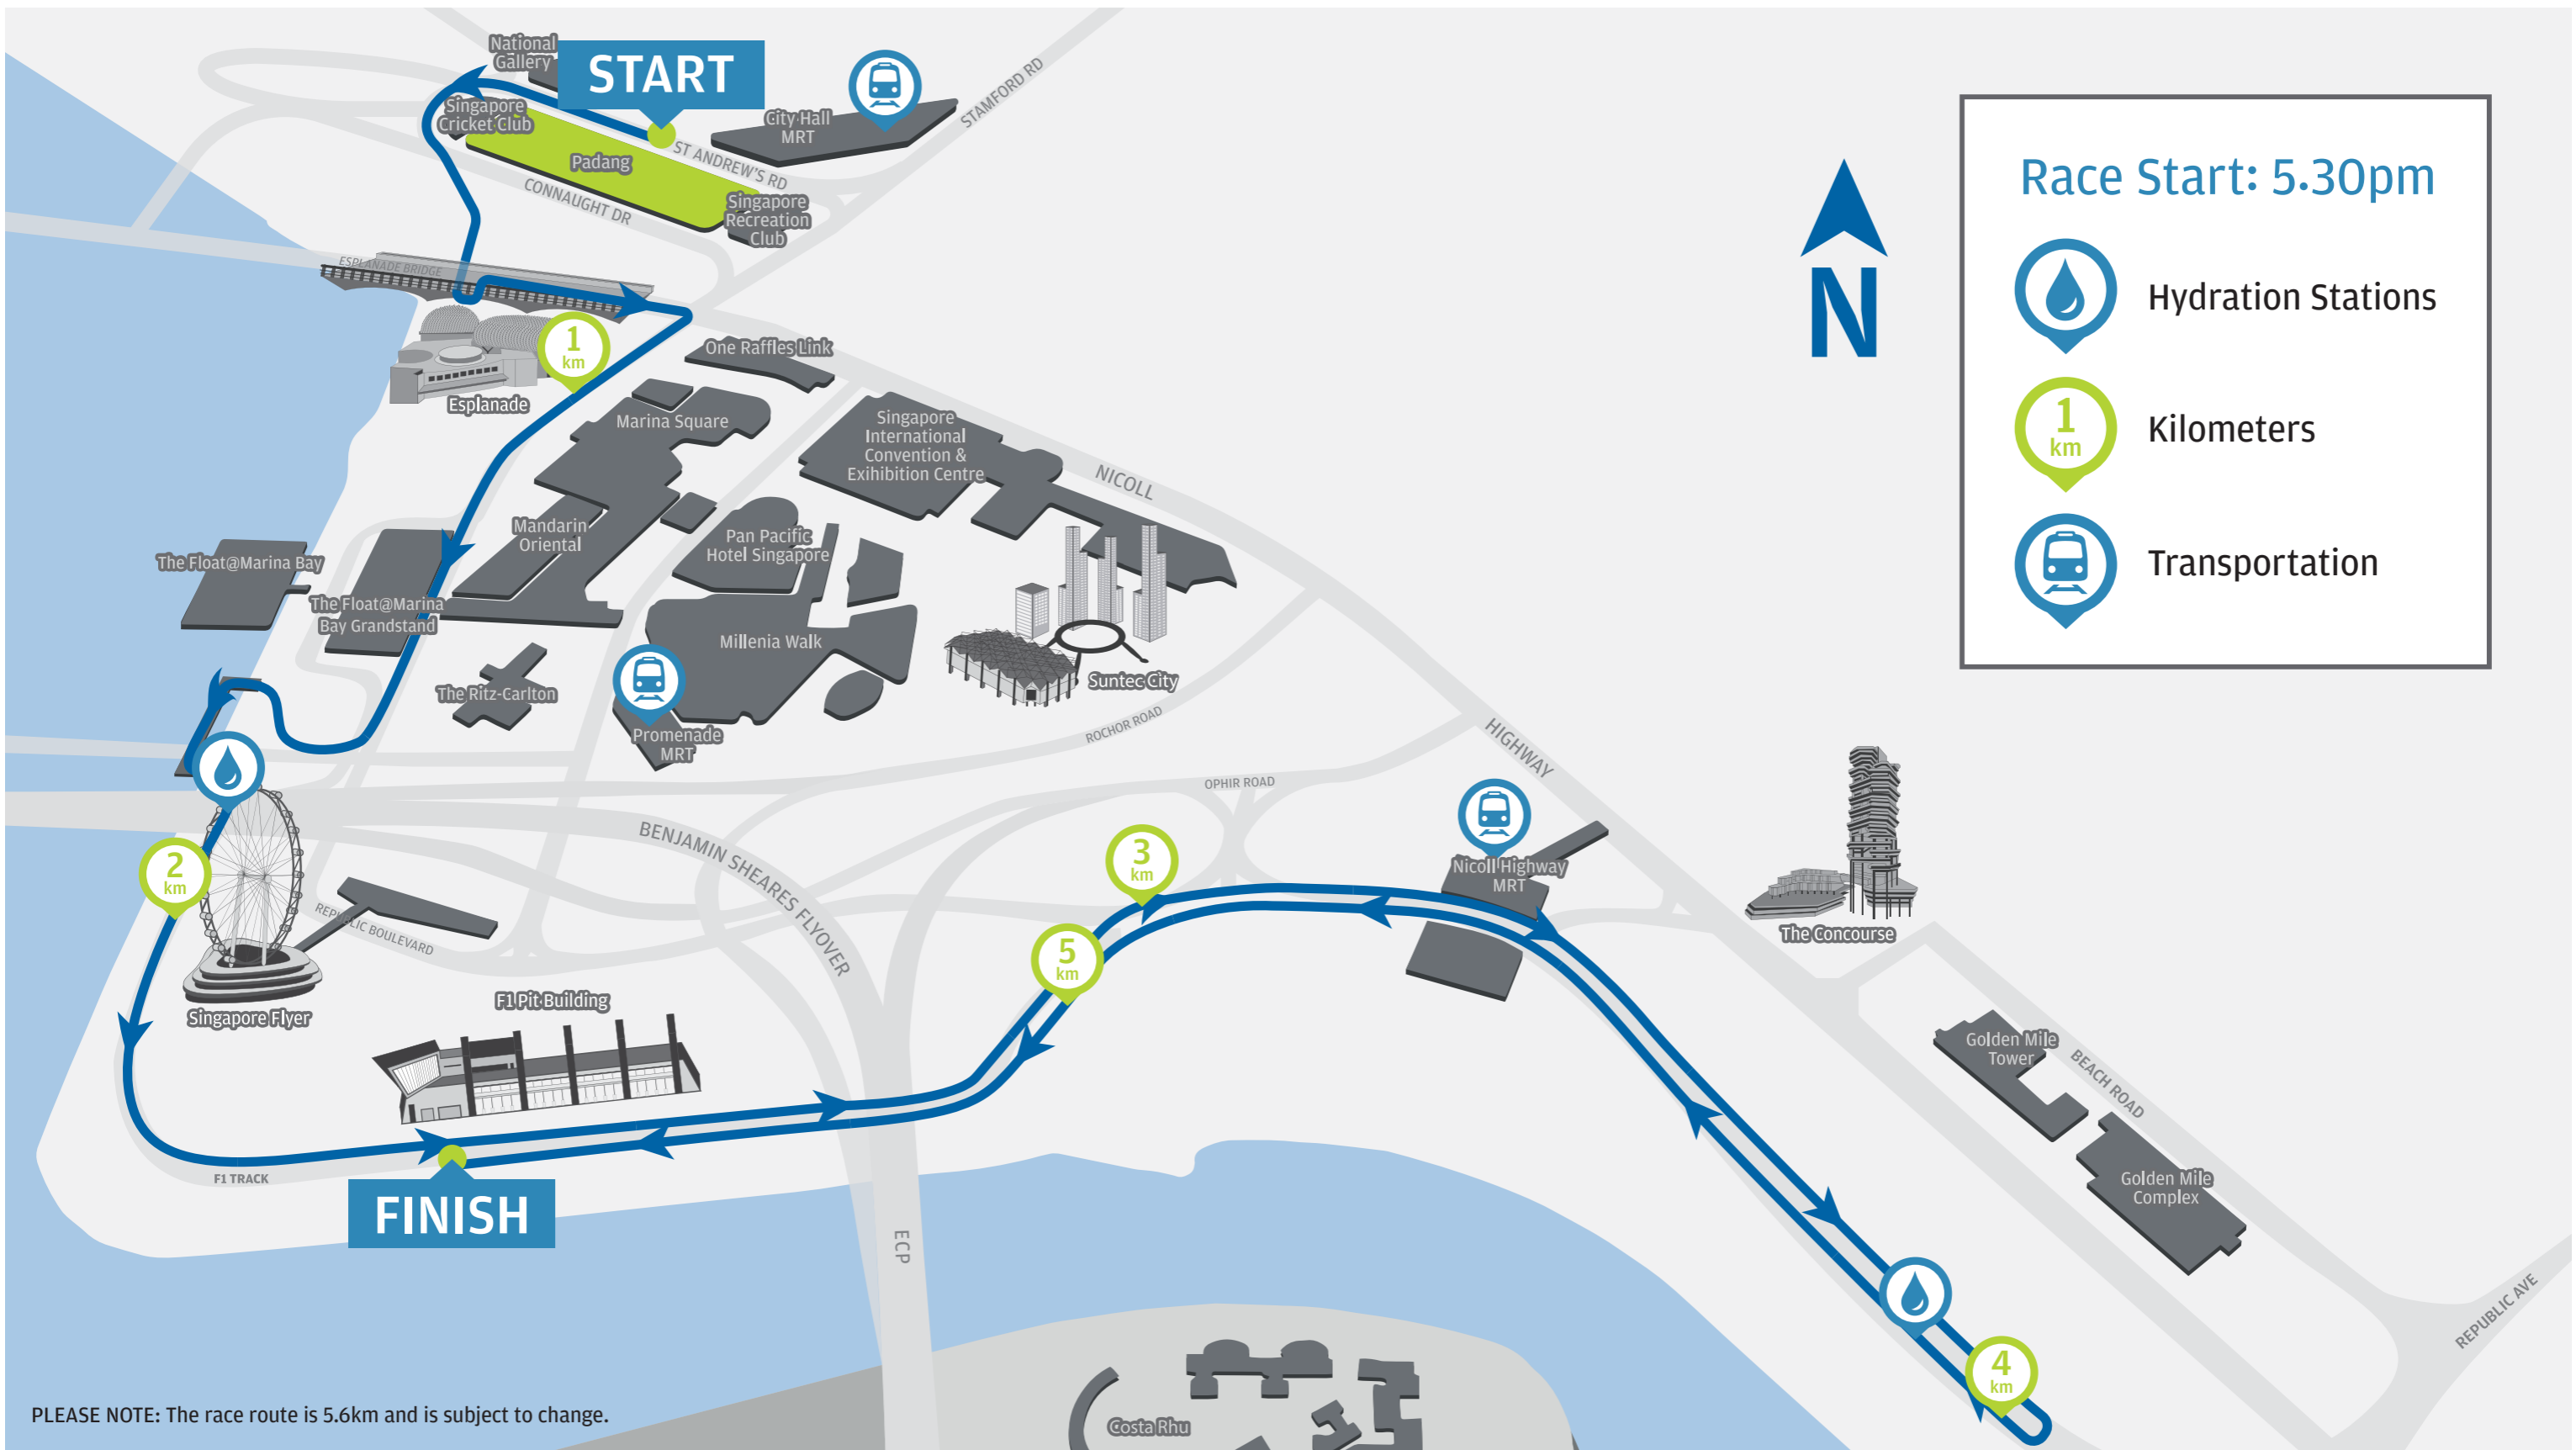 National
Gallery
START
Singapore
Cricket Club
City Hall
MRT
STAMFORD RD
Padang
ST ANDREW'S RD
CONNAUGHT DR
Singapore
Recreation
Club
ESPLANADE BRIDGE
1
km
Esplanade
One Raffles Link
Marina Square
Singapore
International
Convention &
Exihibition Centre
NICOLL
Mandarin
Oriental
Pan Pacific
Hotel Singapore
The Float@Marina Bay
The Float@Marina
Bay Grandstand
Millenia Walk
The Ritz-Carlton
Suntec City
Promenade
MRT
ROCHOR ROAD
HIGHWAY
OPHIR ROAD
BENJAMIN SHEARES FLYOVER
2
km
3
km
Nicoll Highway
MRT
REPUBLIC BOULEVARD
5
km
The Concourse
F1 Pit Building
Singapore Flyer
Golden Mile
Tower
BEACH ROAD
Golden Mile
Complex
F1 TRACK
FINISH
ECP
REPUBLIC AVE
4
km
Costa Rhu
N
Race Start: 5.30pm
Hydration Stations
1
km
Kilometers
Transportation
PLEASE NOTE: The race route is 5.6km and is subject to change.